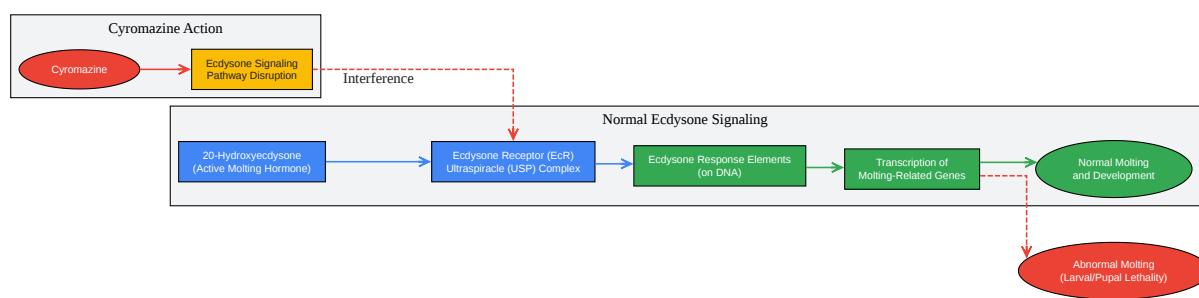 Cyromazine Action
Cyromazine
Ecdysone Signaling
Pathway Disruption
Interference
Normal Ecdysone Signaling
20-Hydroxyecdysone
(Active Molting Hormone)
Ecdysone Receptor (EcR)
Ultraspiracle (USP) Complex
Ecdysone Response Elements
(on DNA)
Transcription of
Molting-Related Genes
Normal Molting
and Development
Abnormal Molting
(Larval/Pupal Lethality)